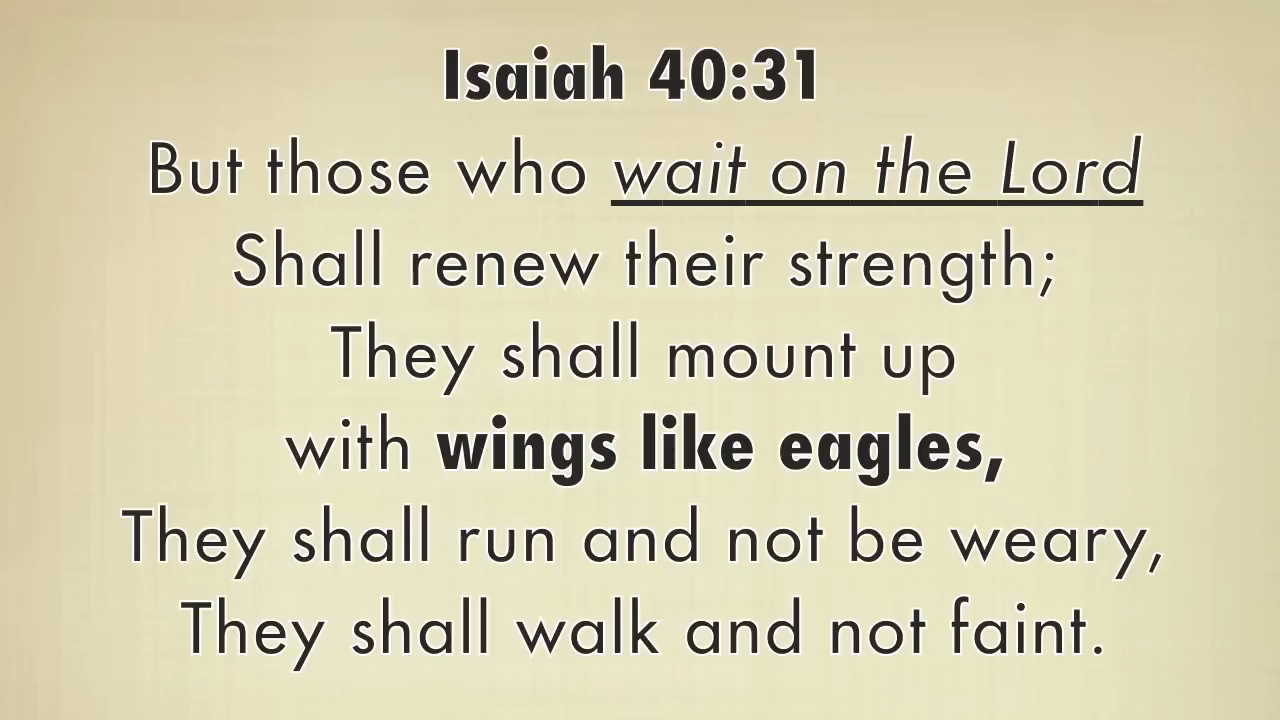 Isaiah 40:31
But those who wait on the Lord
Shall renew their strength;
They shall mount up
with wings like eagles,
They shall run and not be weary,
They shall walk and not faint.